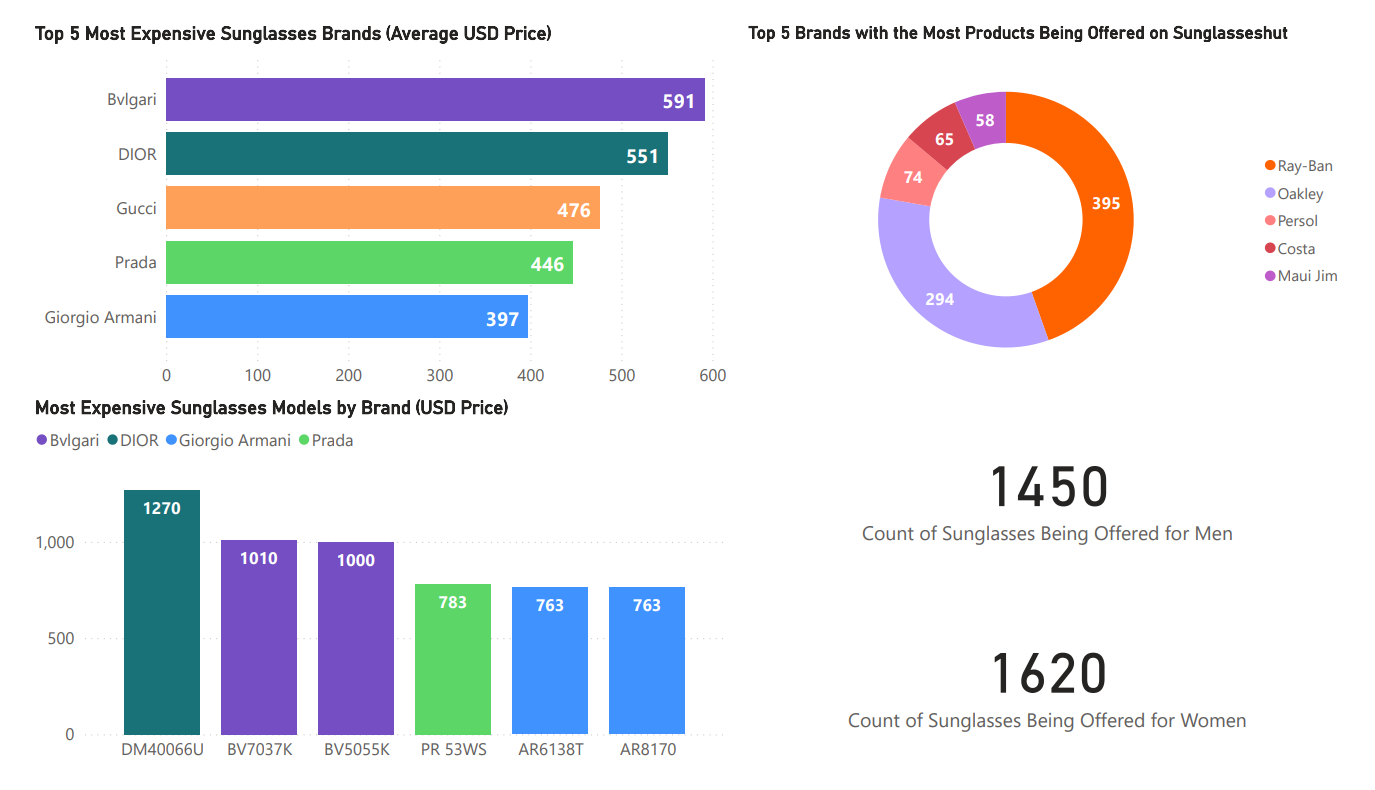 Top 5 Most Expensive Sunglasses Brands (Average USD Price)
Bvlgari
591
DIOR
551
Gucci
476
Prada
446
Giorgio Armani
397
0 100 200 300 400 500 600
Top 5 Brands with the Most Products Being Offered on Sunglasseshut
58
65
74
395
294
Ray-Ban
Oakley
Persol
Costa
Maui Jim
Most Expensive Sunglasses Models by Brand (USD Price)
Bvlgari DIOR Giorgio Armani Prada
1,000
500
0
1270
1010
1000
783
763
763
DM40066U BV7037K BV5055K PR 53WS AR6138T AR8170
1450
Count of Sunglasses Being Offered for Men
1620
Count of Sunglasses Being Offered for Women